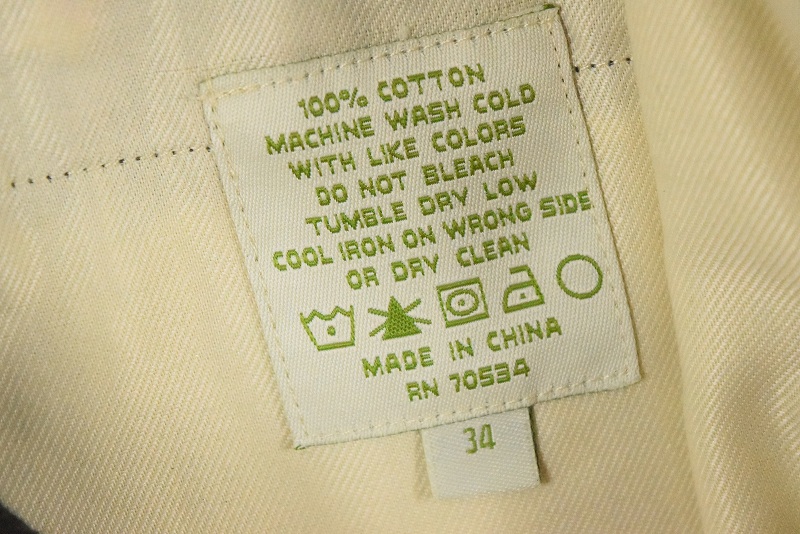 100% COTTON
MACHINE WASH COLD
WITH LIKE COLORS
DO NOT BLEACH
TUMBLE DRY LOW
COOL IRON ON WRONG SIDE
OR DRY CLEAN
MADE IN CHINA
RN 70534
34